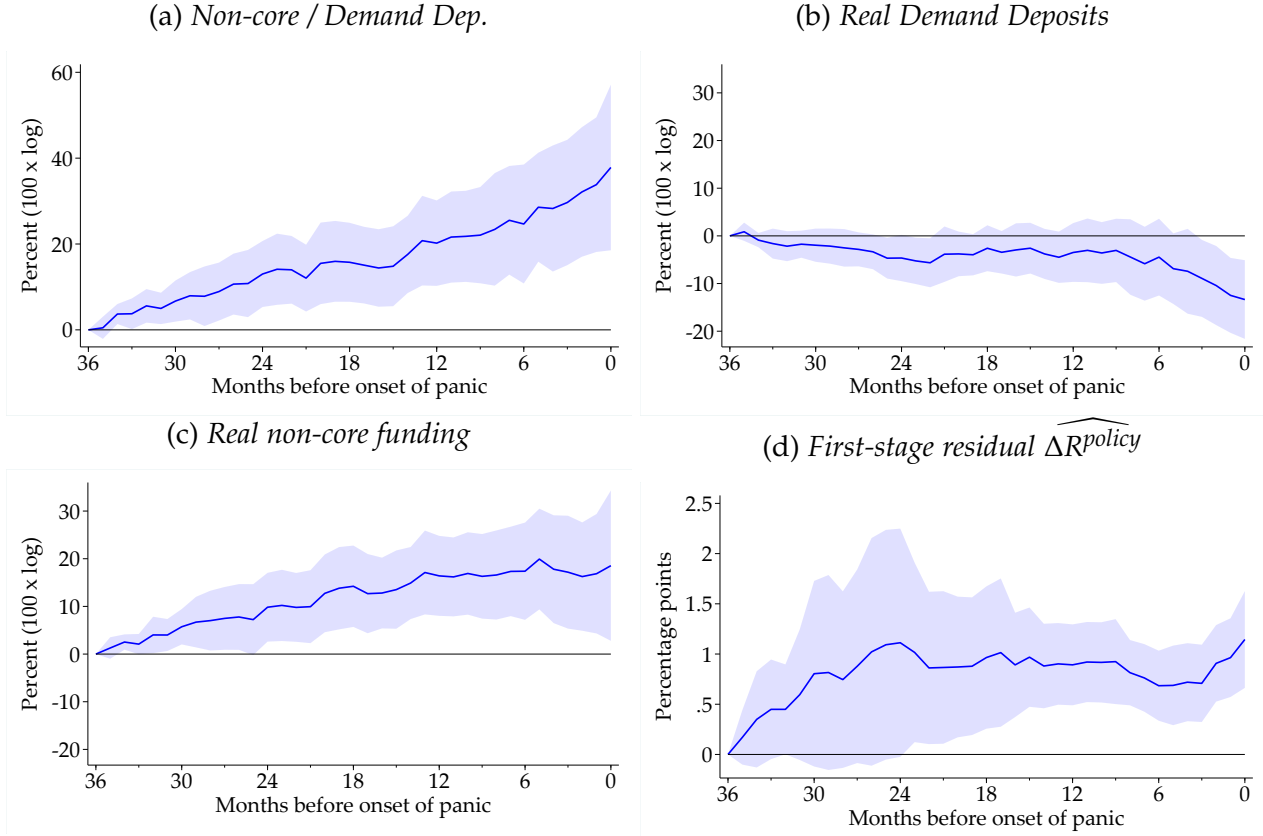 (a) Non-core / Demand Dep.
Percent (100 x log)
60
40
20
0
36 30 24 18 12 6 0
Months before onset of panic
(b) Real Demand Deposits
Percent (100 x log)
30
20
10
0
-10
-20
36 30 24 18 12 6 0
Months before onset of panic
(c) Real non-core funding
Percent (100 x log)
30
20
10
0
-10
-20
36 30 24 18 12 6 0
Months before onset of panic
(d) First-stage residual \widehat{ΔR^{policy}}
Percentage points
2.5
2
1.5
1
.5
0
36 30 24 18 12 6 0
Months before onset of panic